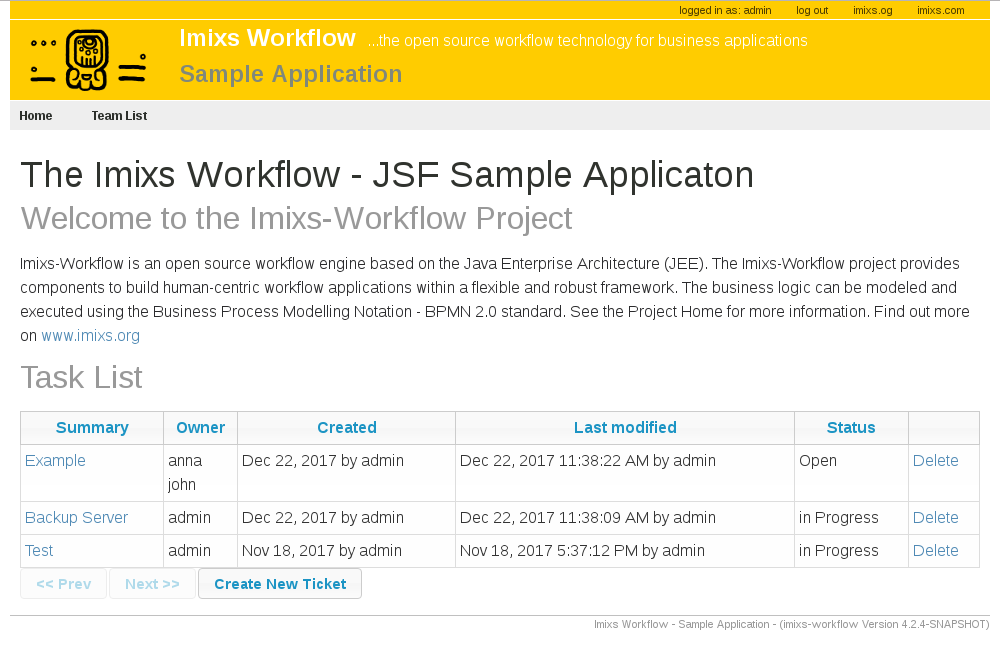 logged in as: admin log out imixs.og imixs.com
Imixs Workflow ...the open source workflow technology for business applications
Sample Application
Home Team List
The Imixs Workflow - JSF Sample Applicaton
Welcome to the Imixs-Workflow Project
Imixs-Workflow is an open source workflow engine based on the Java Enterprise Architecture (JEE). The Imixs-Workflow project provides
components to build human-centric workflow applications within a flexible and robust framework. The business logic can be modeled and
executed using the Business Process Modelling Notation - BPMN 2.0 standard. See the Project Home for more information. Find out more
on www.imixs.org
Task List
Summary Owner Created Last modified Status
Example anna Dec 22, 2017 by admin Dec 22, 2017 11:38:22 AM by admin Open Delete
john
Backup Server admin Dec 22, 2017 by admin Dec 22, 2017 11:38:09 AM by admin in Progress Delete
Test admin Nov 18, 2017 by admin Nov 18, 2017 5:37:12 PM by admin in Progress Delete
<< Prev Next >> Create New Ticket
Imixs Workflow - Sample Application - (imixs-workflow Version 4.2.4-SNAPSHOT)